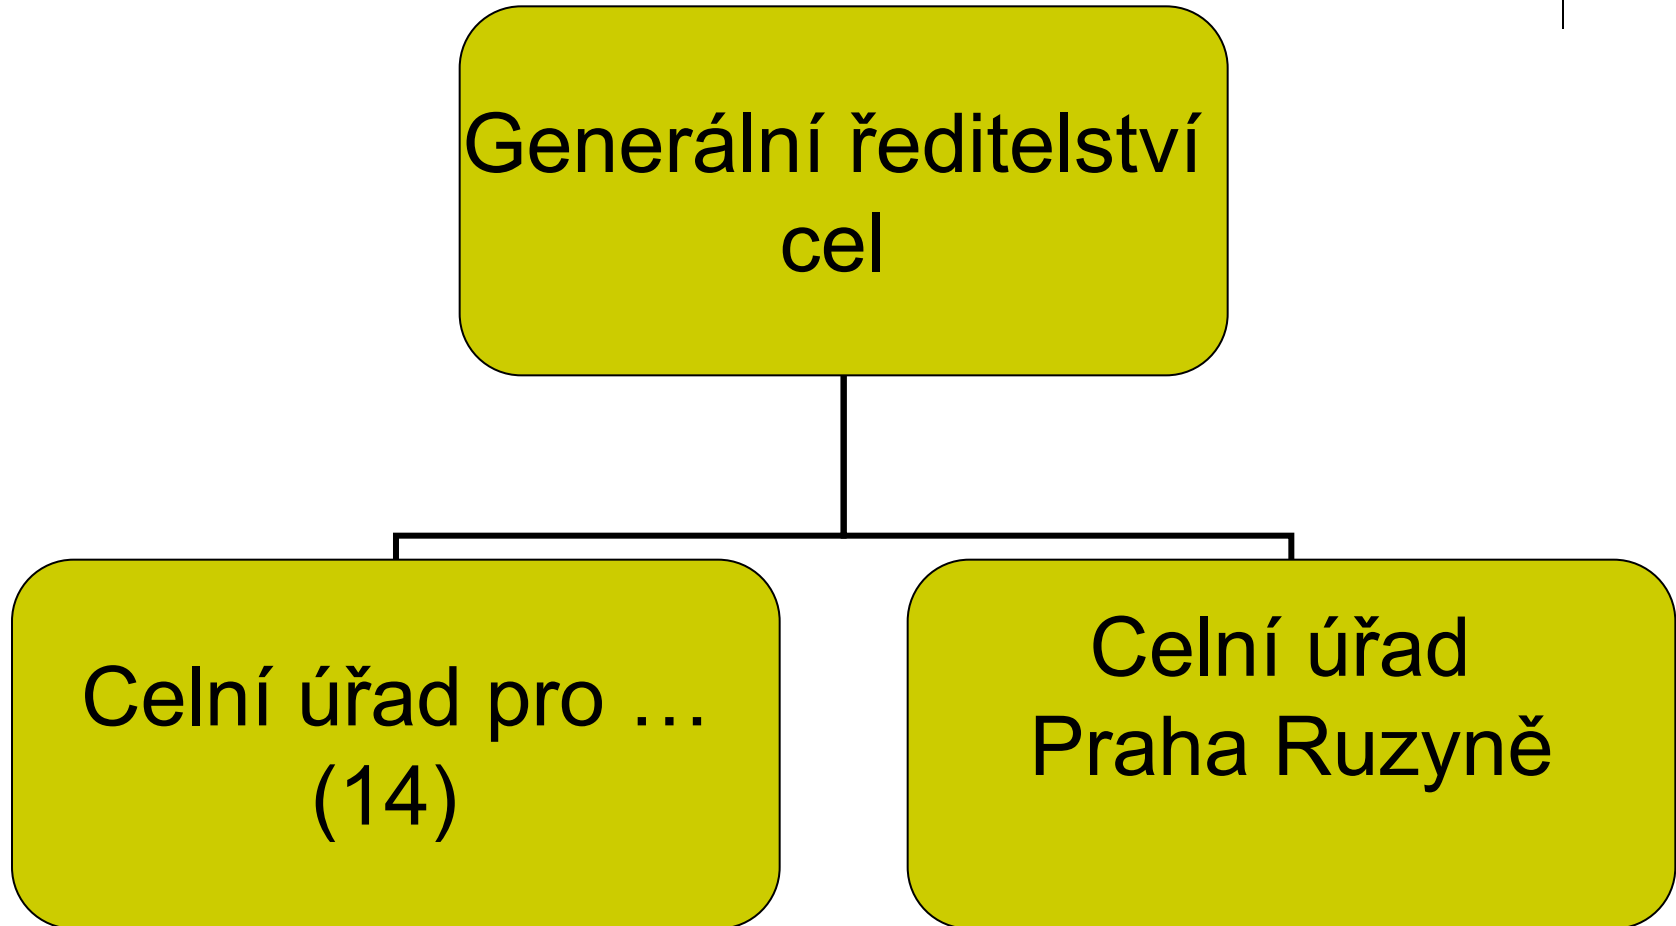 Generální ředitelství
cel
Celní úřad pro …
(14)
Celní úřad
Praha Ruzyně